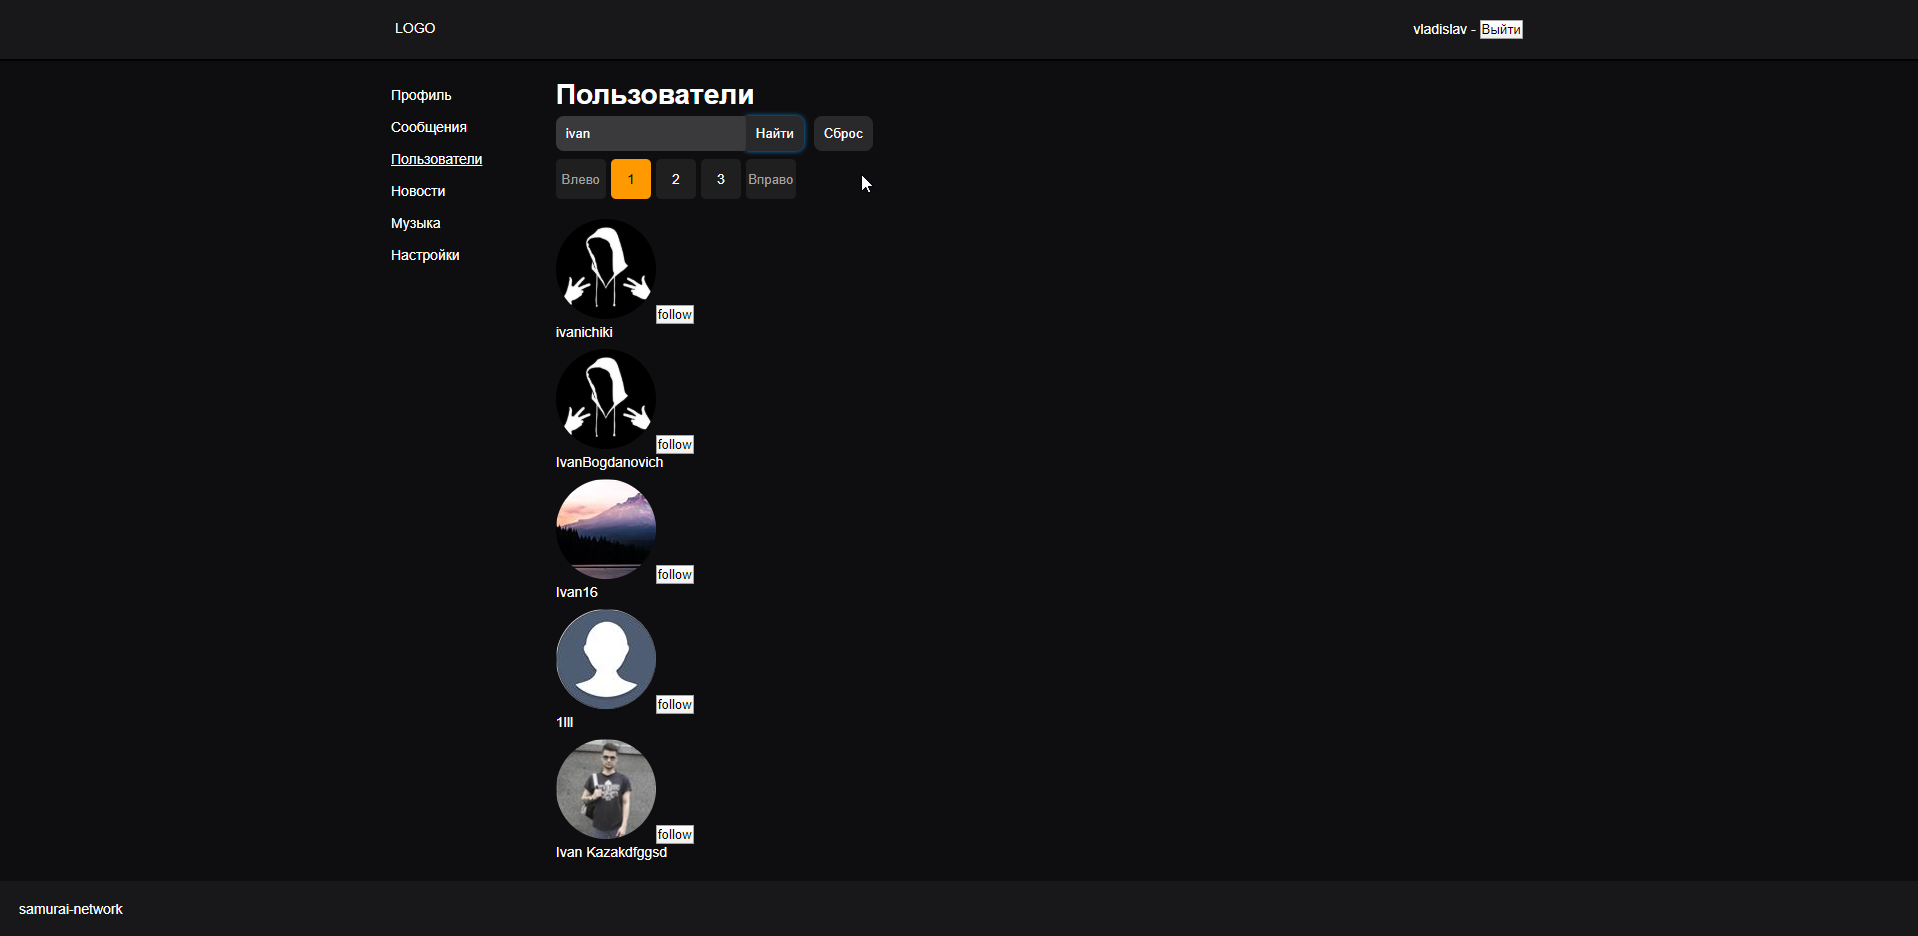 LOGO
vladislav - Выйти
Профиль
Сообщения
Пользователи
Новости
Музыка
Настройки
Пользователи
ivan Найти Сброс
Влево 1 2 3 Вправо
follow
ivanichiki
follow
IvanBogdanovich
follow
Ivan16
follow
1lll
follow
Ivan Kazakdfggsd
samurai-network